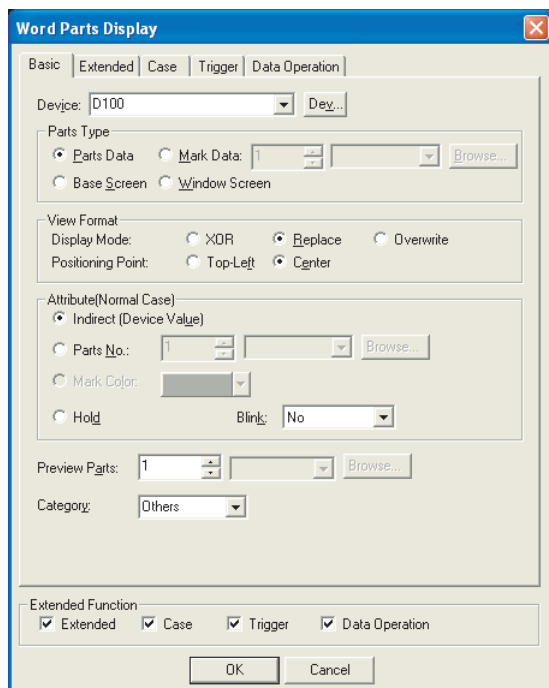 Word Parts Display
Basic Extended Case Trigger Data Operation
Device: D100 Dev...
Parts Type
Parts Data Mark Data: 1 Browse...
Base Screen Window Screen
View Format
Display Mode: XOR Replace Overwrite
Positioning Point: Top-Left Center
Attribute(Normal Case)
Indirect (Device Value)
Parts No.: 1 Browse...
Mark Color:
Hold Blink: No
Preview Parts: 1 Browse...
Category: Others
Extended Function
Extended Case Trigger Data Operation
OK Cancel